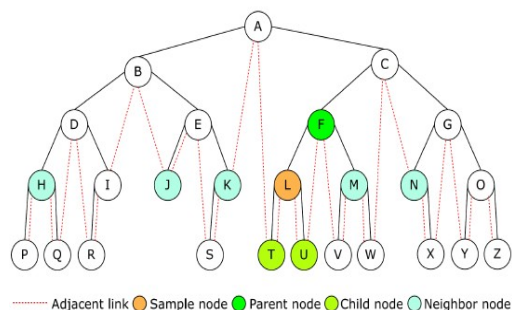 A
B C
D E F G
H I J K L M N O
P Q R S T U V W X Y Z
Adjacent link Sample node Parent node Child node Neighbor node